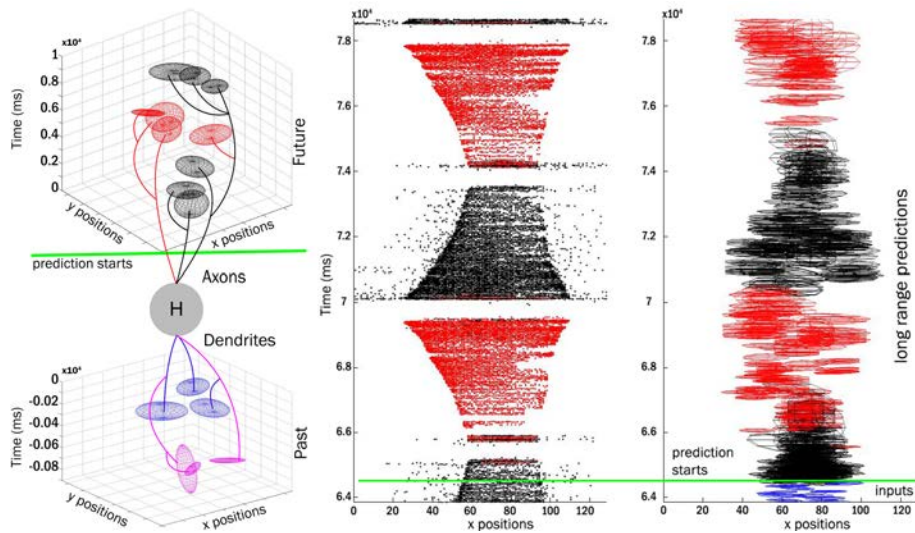 x10⁴
1
0.8
0.6
0.4
0.2
0
Time (ms)
y positions
x positions
Future
prediction starts
Axons
H
Dendrites
x10⁴
0
-0.02
-0.04
-0.06
-0.08
Time (ms)
y positions
x positions
Past
x10⁴
7.8
7.6
7.4
7.2
7
6.8
6.6
6.4
Time (ms)
0 20 40 60 80 100 120
x positions
x10⁴
7.8
7.6
7.4
7.2
7
6.8
6.6
6.4
long range predictions
prediction
starts
inputs
0 20 40 60 80 100 120
x positions